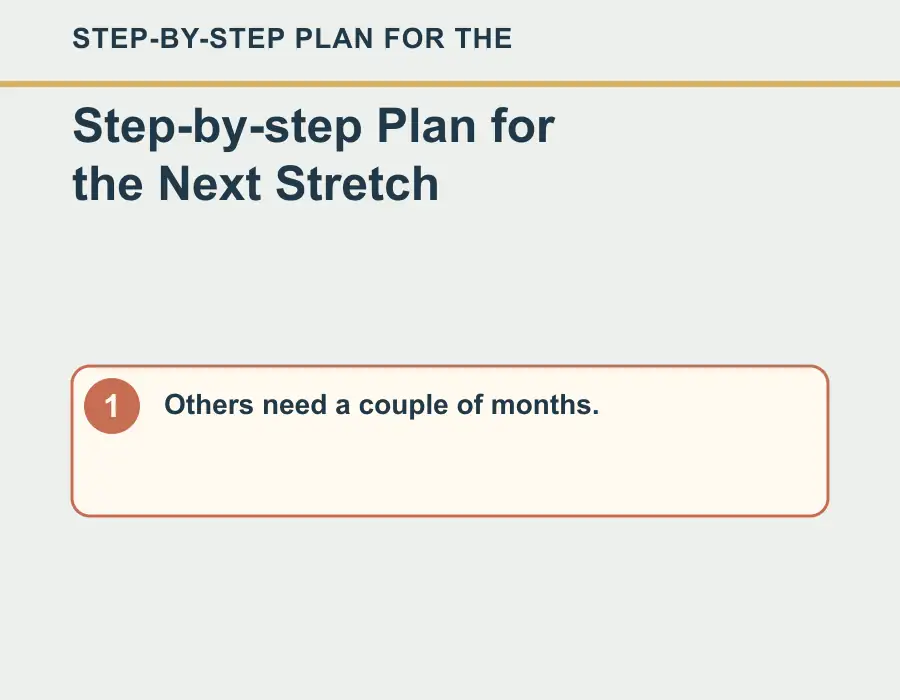 STEP-BY-STEP PLAN FOR THE
Step-by-step Plan for
the Next Stretch
1
Others need a couple of months.